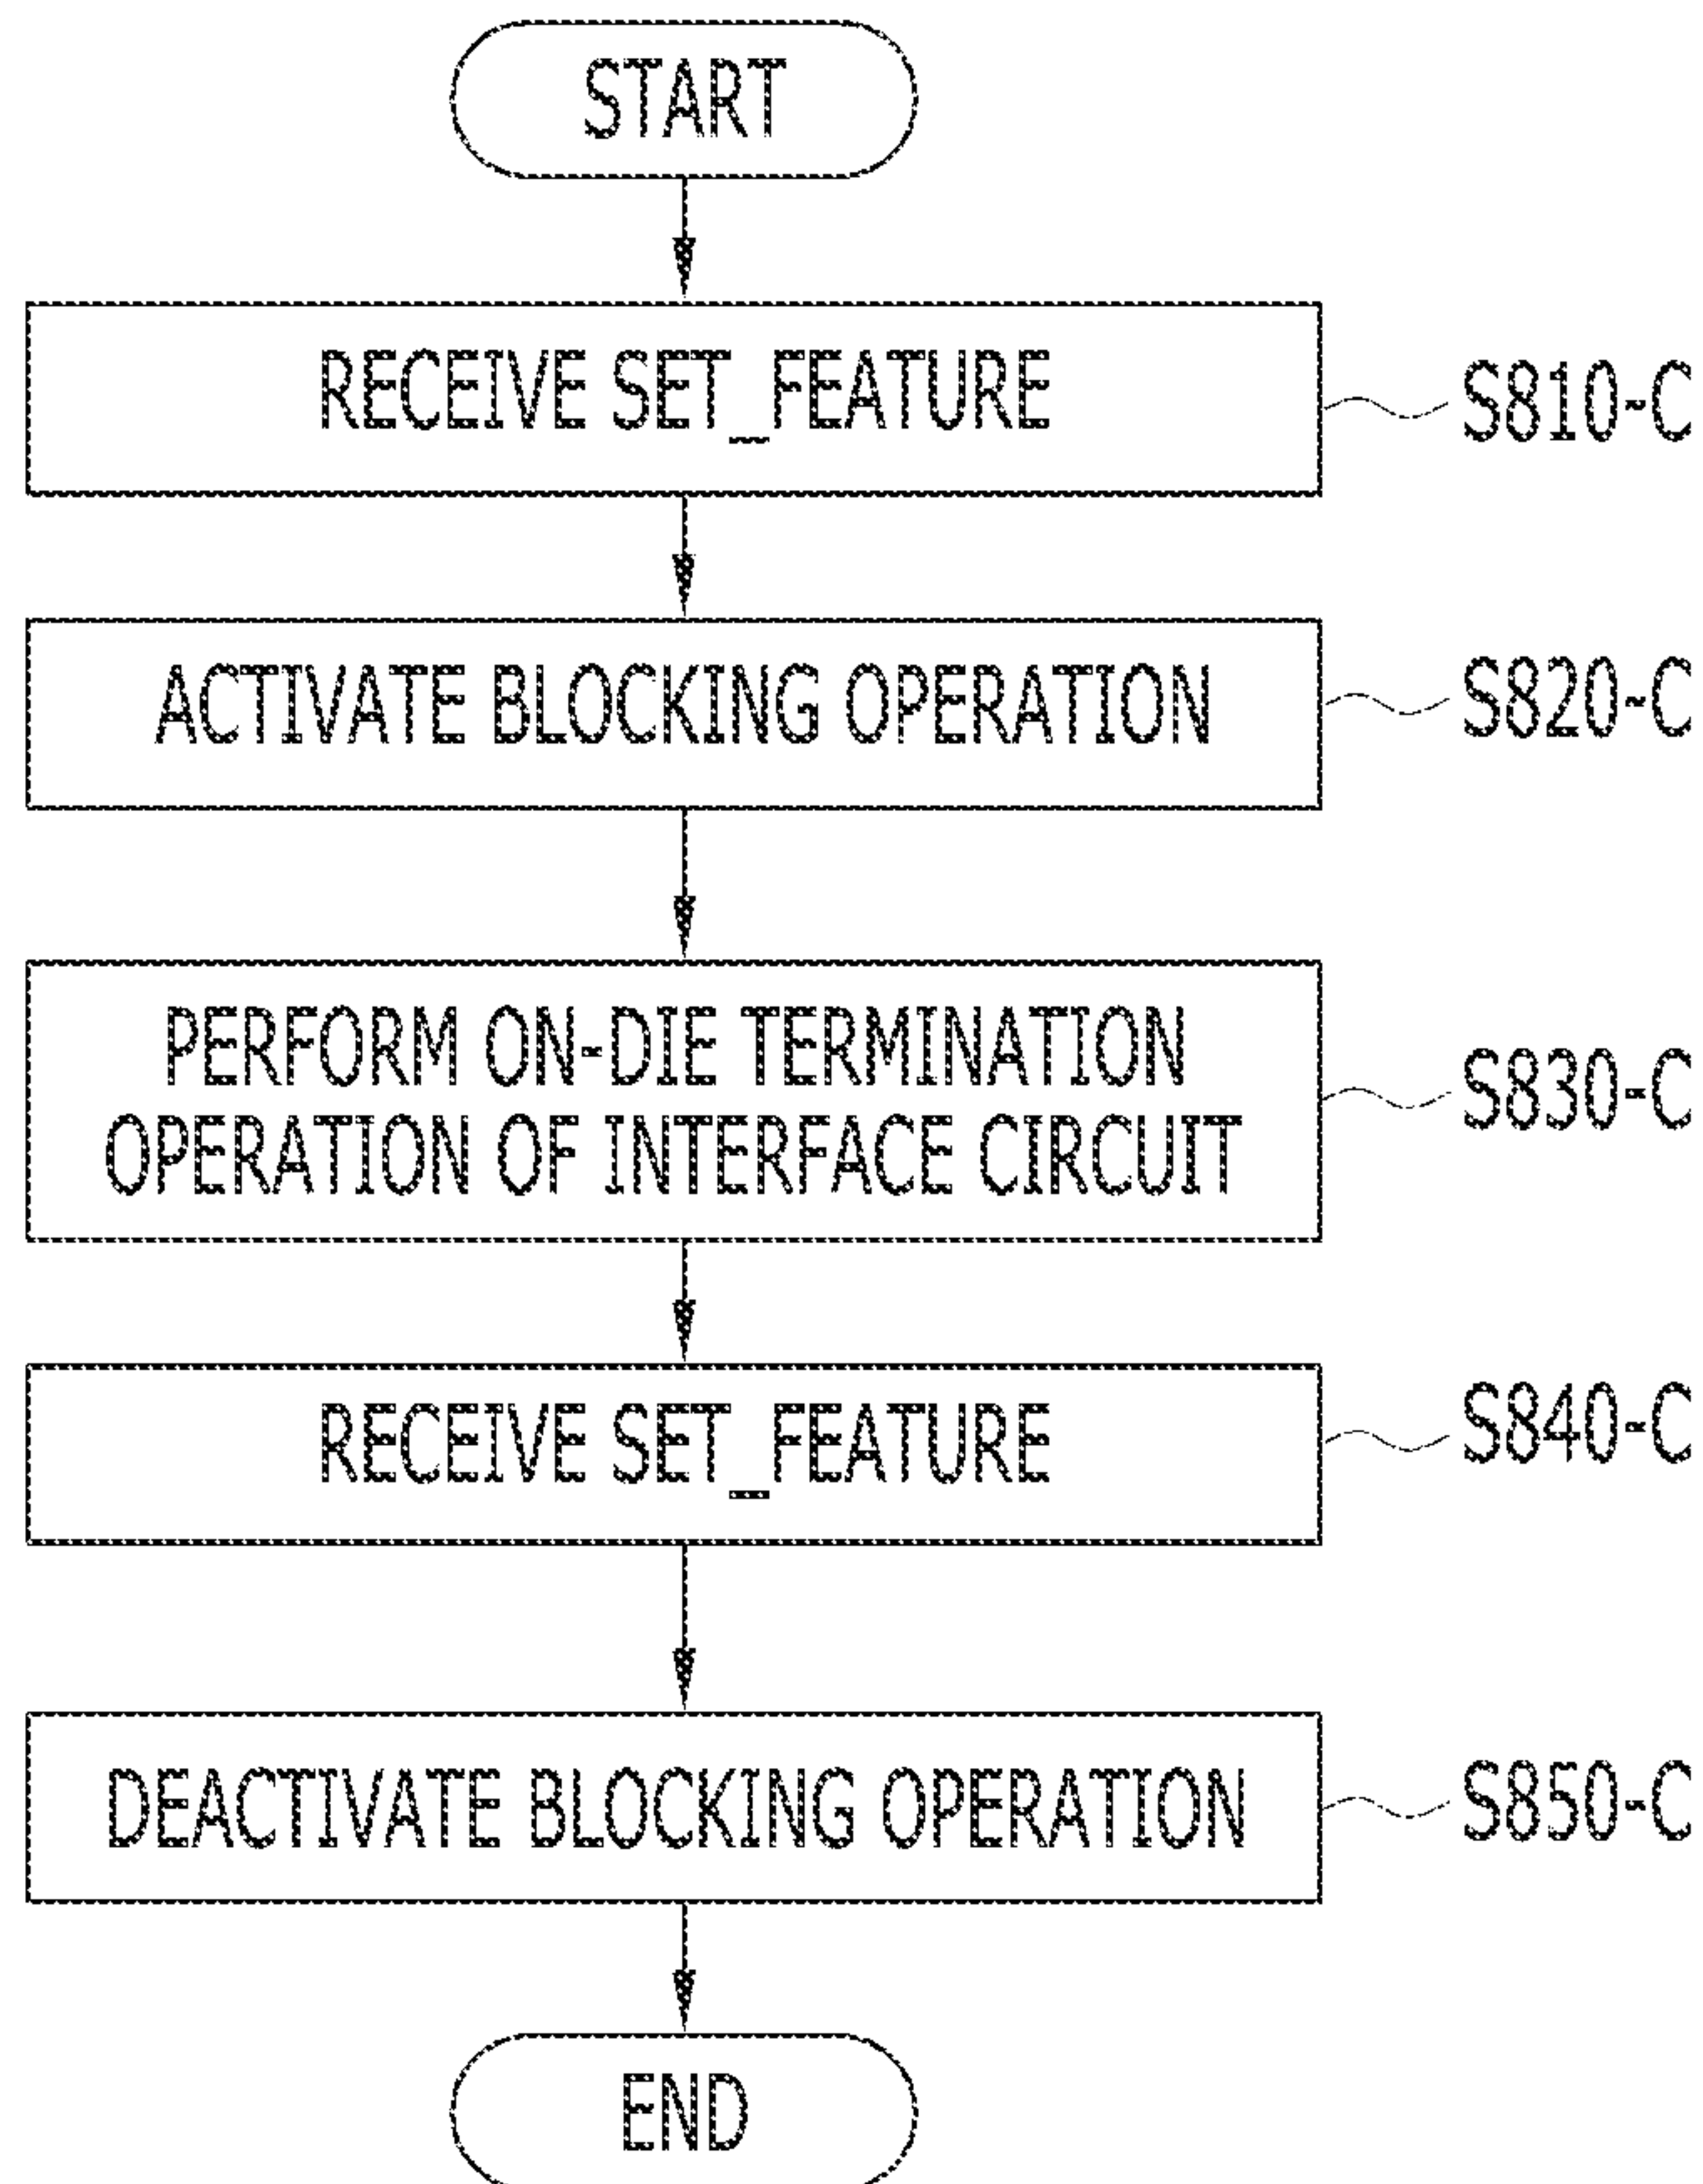 START
RECEIVE SET_FEATURE
S810-C
ACTIVATE BLOCKING OPERATION
S820-C
PERFORM ON-DIE TERMINATION
OPERATION OF INTERFACE CIRCUIT
S830-C
RECEIVE SET_FEATURE
S840-C
DEACTIVATE BLOCKING OPERATION
S850-C
END